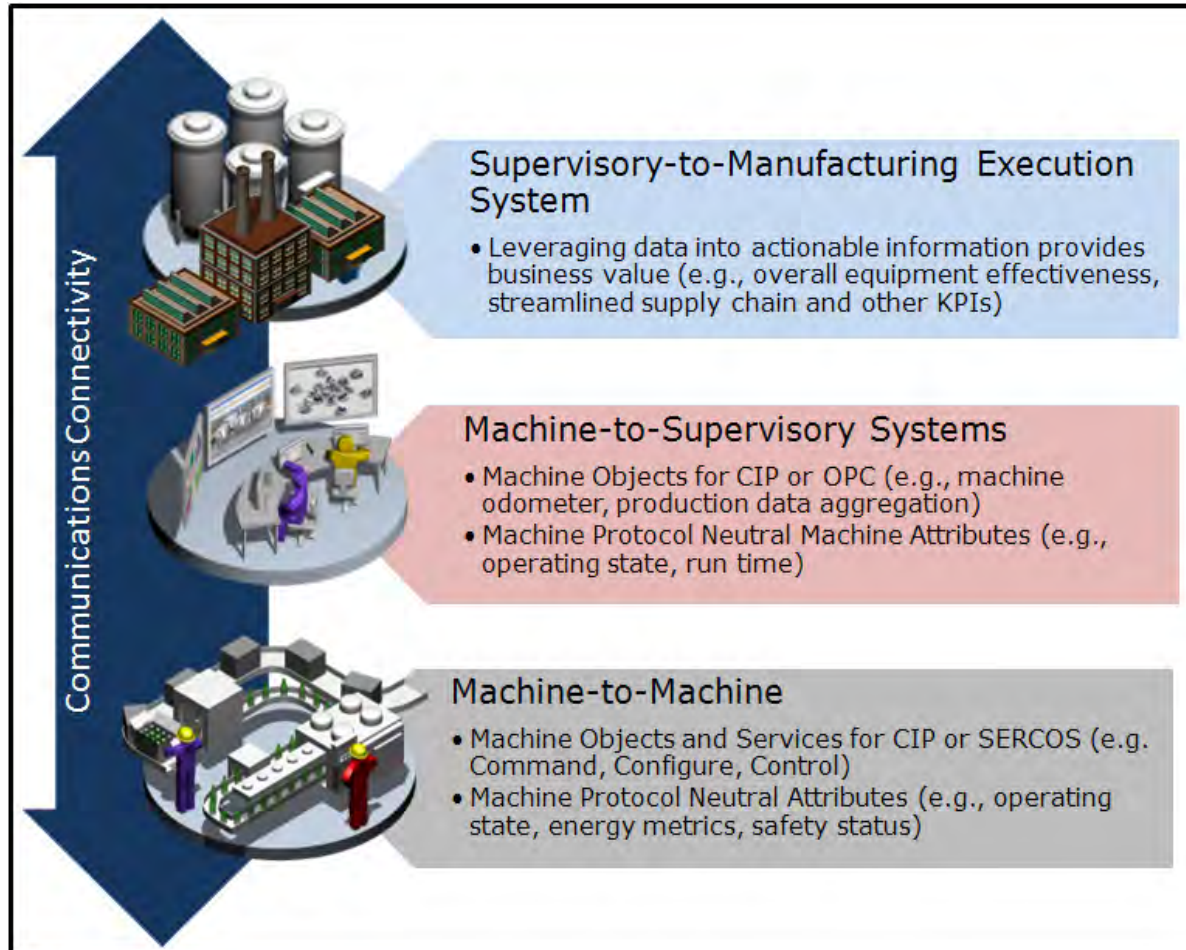 Communications Connectivity
Supervisory-to-Manufacturing Execution
System
• Leveraging data into actionable information provides
business value (e.g., overall equipment effectiveness,
streamlined supply chain and other KPIs)
Machine-to-Supervisory Systems
• Machine Objects for CIP or OPC (e.g., machine
odometer, production data aggregation)
• Machine Protocol Neutral Machine Attributes (e.g.,
operating state, run time)
Machine-to-Machine
• Machine Objects and Services for CIP or SERCOS (e.g.
Command, Configure, Control)
• Machine Protocol Neutral Attributes (e.g., operating
state, energy metrics, safety status)